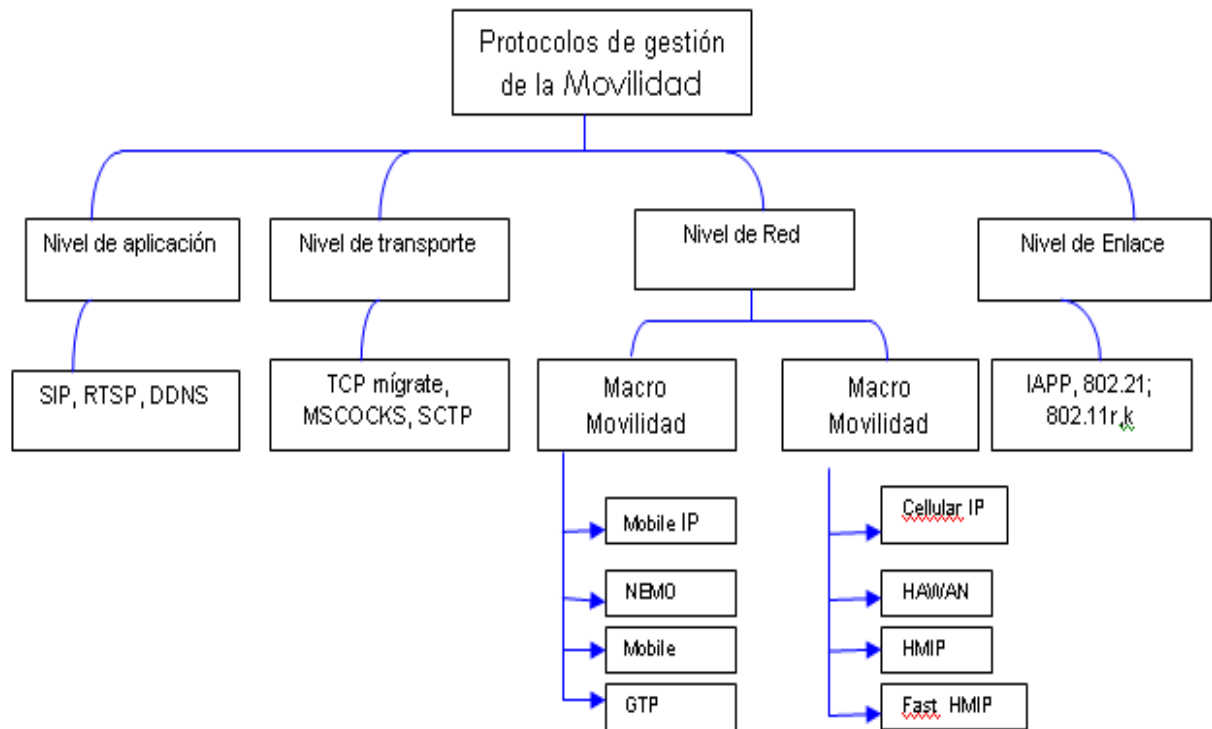 Protocolos de gestión
de la Movilidad
Nivel de aplicación
Nivel de transporte
Nivel de Red
Nivel de Enlace
SIP, RTSP, DDNS
TCP mígrate,
MSCOCKS, SCTP
Macro
Movilidad
Macro
Movilidad
IAPP, 802.21;
802.11r,k
Mobile IP
NEMO
Mobile
GTP
Cellular IP
HAWAN
HMIP
Fast HMIP